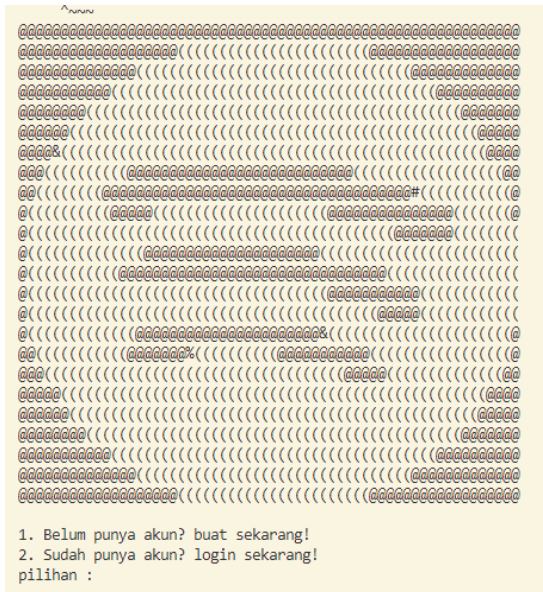 1. Belum punya akun? buat sekarang!
2. Sudah punya akun? login sekarang!
pilihan :